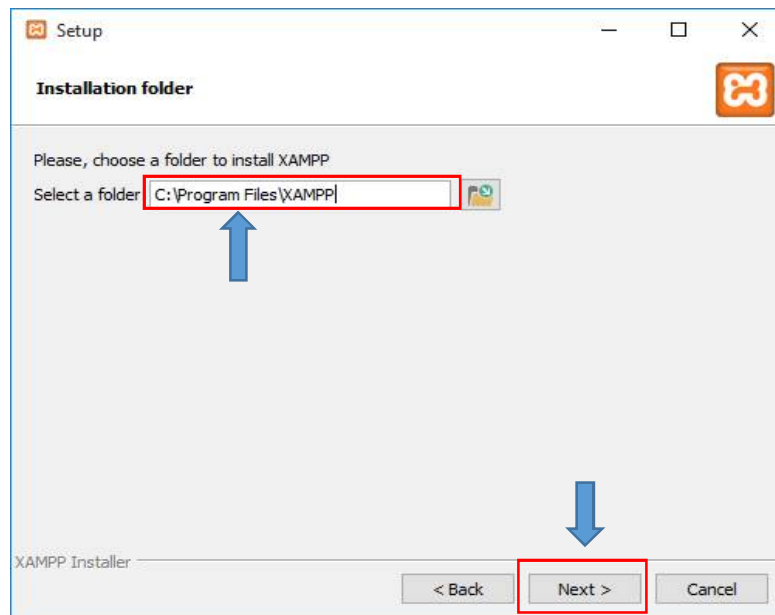 Setup
Installation folder
Please, choose a folder to install XAMPP
Select a folder C:\Program Files\XAMPP
XAMPP Installer
< Back Next > Cancel